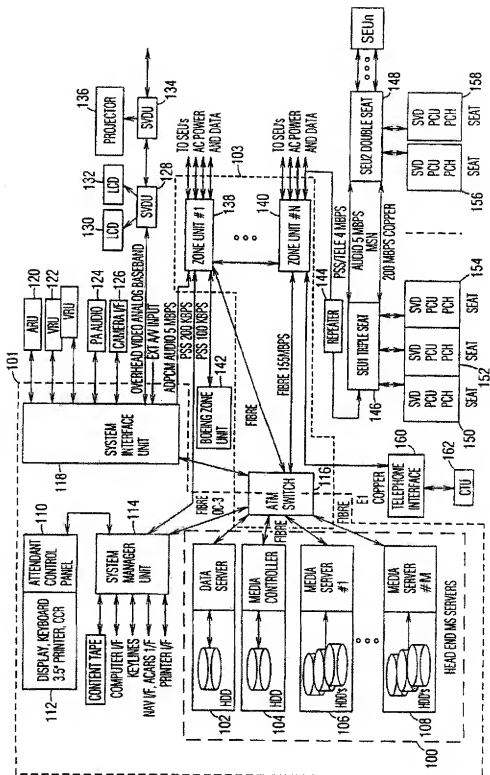 101
DISPLAY, KEYBOARD
3.5" PRINTER, CCR
112
ATTENDANT
CONTROL
PANEL
110
SYSTEM
MANAGER
UNIT
114
CONTENT TAPE
COMPUTER I/F
KEYLINES
NAV I/F, ACARS 1/F
PRINTER I/F
SYSTEM
INTERFACE
UNIT
118
ARU
120
VRU
122
VRU
PA AUDIO
124
CAMERA I/F
126
OVERHEAD VIDEO ANALOG BASEBAND
EXT A/V INPUT
ADPCM AUDIO 5 MBPS
PSS 200 KBPS
PSS 100 KBPS
LCD
130
LCD
132
SVDU
128
PROJECTOR
136
SVDU
134
103
ZONE UNIT #1
138
TO SEU's
AC POWER
AND DATA
ZONE UNIT #N
140
TO SEU's
AC POWER
AND DATA
BOEING ZONE
UNIT
142
FIBRE
FIBRE 155MBPS
FIBRE
OC-3
ATM
SWITCH
116
FIBRE
FIBRE
E1
COPPER
DATA
SERVER
HDD
102
MEDIA
CONTROLLER
HDD
104
MEDIA
SERVER
#1
HDD's
106
MEDIA
SERVER
#M
HDD's
108
HEAD END MS SERVERS
100
REPEATER
144
PSS/TELE 4 MBPS
AUDIO 5 MBPS
MSN
200 MBPS COPPER
SEU1 TRIPLE SEAT
146
SEU2 DOUBLE SEAT
148
SEUn
SVD
PCU
PCH
SEAT
150
SVD
PCU
PCH
SEAT
152
SVD
PCU
PCH
SEAT
154
SVD
PCU
PCH
SEAT
156
SVD
PCU
PCH
SEAT
158
TELEPHONE
INTERFACE
160
CTU
162